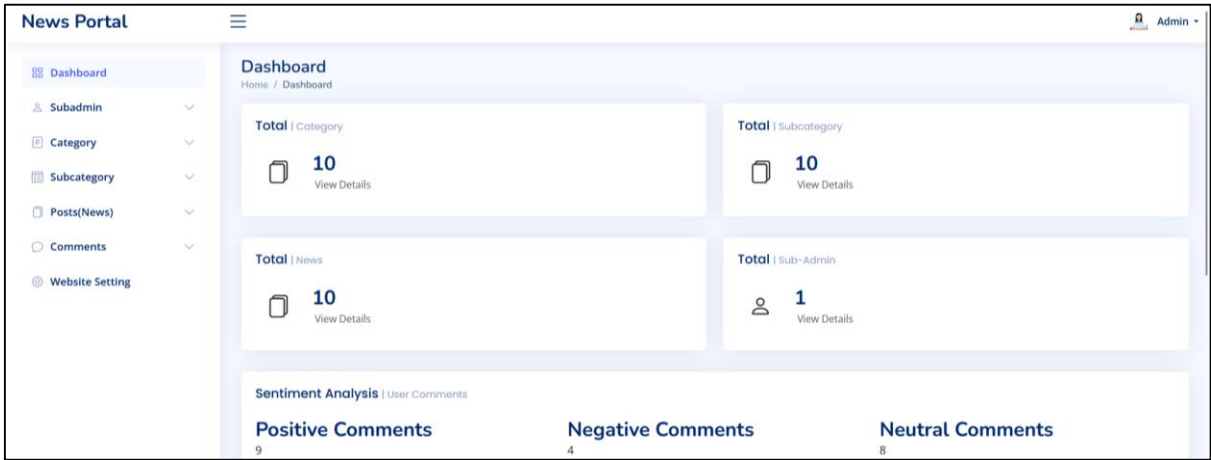 News Portal
Admin
Dashboard
Subadmin
Category
Subcategory
Posts(News)
Comments
Website Setting
Dashboard
Home / Dashboard
Total | Category
10
View Details
Total | Subcategory
10
View Details
Total | News
10
View Details
Total | Sub-Admin
1
View Details
Sentiment Analysis | User Comments
Positive Comments
9
Negative Comments
4
Neutral Comments
8